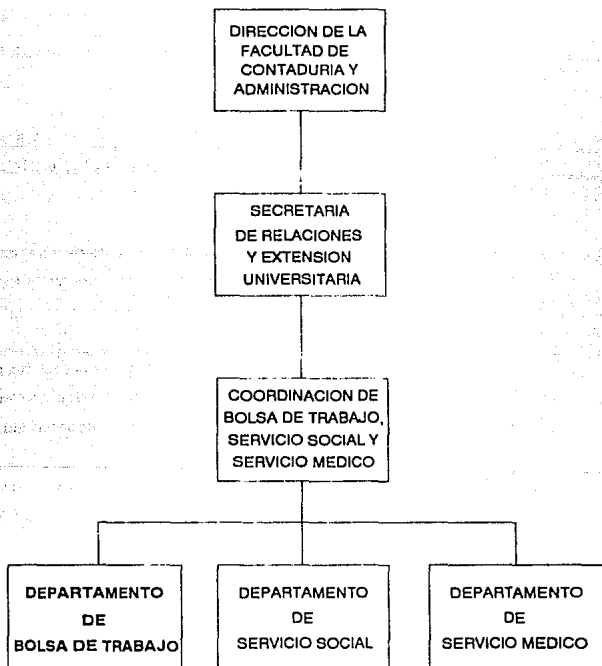 DIRECCION DE LA
FACULTAD DE
CONTADURIA Y
ADMINISTRACION
SECRETARIA
DE RELACIONES
Y EXTENSION
UNIVERSITARIA
COORDINACION DE
BOLSA DE TRABAJO,
SERVICIO SOCIAL Y
SERVICIO MEDICO
DEPARTAMENTO
DE
BOLSA DE TRABAJO
DEPARTAMENTO
DE
SERVICIO SOCIAL
DEPARTAMENTO
DE
SERVICIO MEDICO